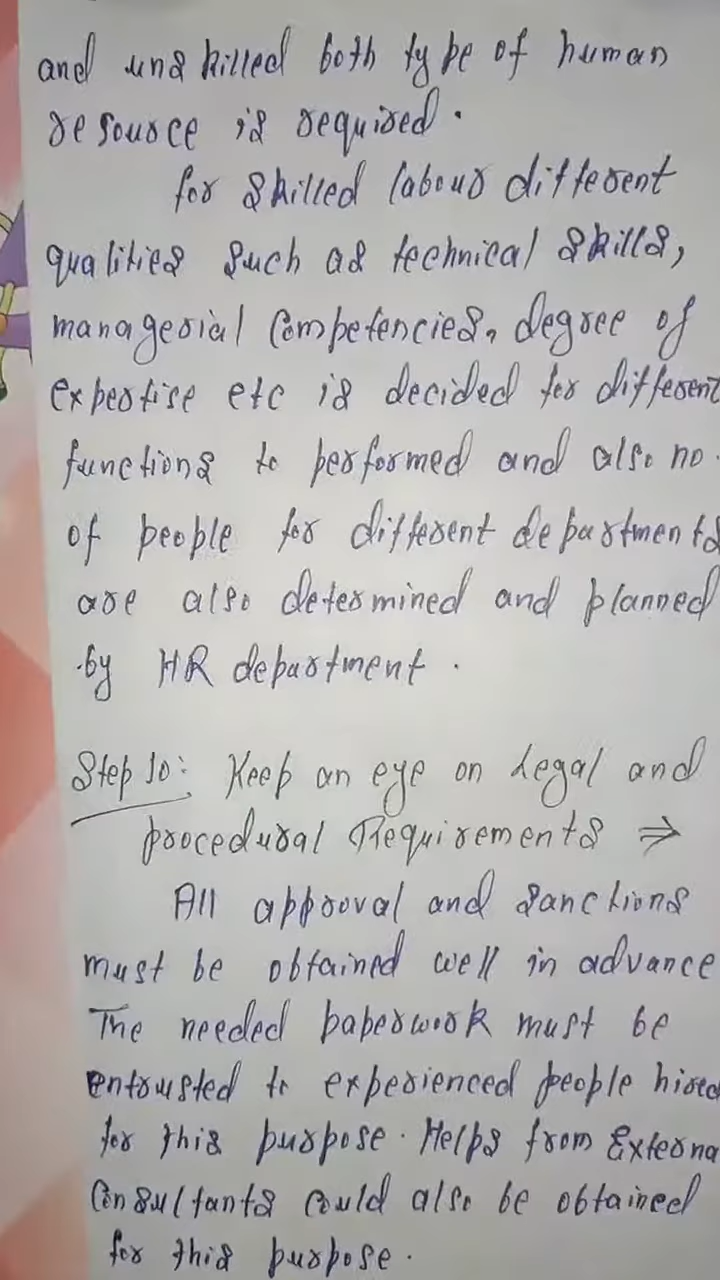 and unskilled both type of human
resource is required.
for skilled labour different
qualities such as technical skills,
managerial Competencies, degree of
expertise etc is decided for different
functions to performed and also no.
of people for different departments
are also determined and planned
by HR department.
Step 10: Keep an eye on Legal and
procedural Requirements ⇒
All approval and sanctions
must be obtained well in advance
The needed paperwork must be
entrusted to experienced people hired
for this purpose. Helps from Externa
Consultants Could also be obtained
for this purpose.